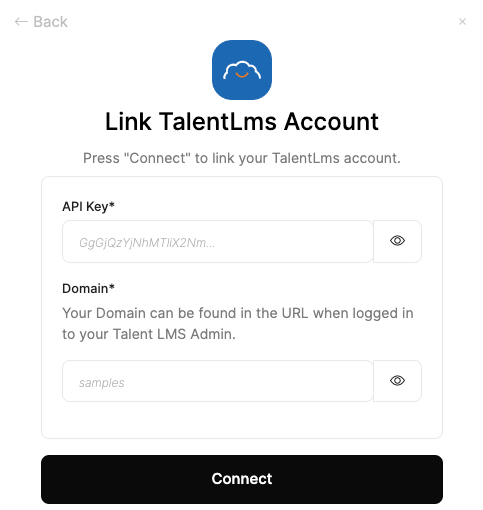 ← Back
×
Link TalentLms Account
Press "Connect" to link your TalentLms account.
API Key*
GgGjQzYjNhMTliX2Nm...
Domain*
Your Domain can be found in the URL when logged in
to your Talent LMS Admin.
samples
Connect